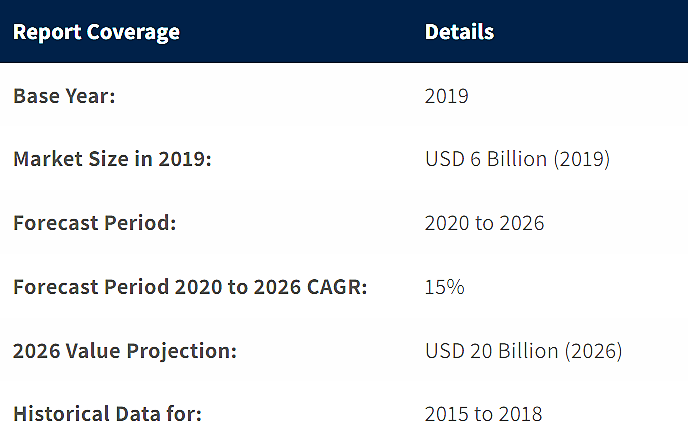 Report Coverage Details
Base Year: 2019
Market Size in 2019: USD 6 Billion (2019)
Forecast Period: 2020 to 2026
Forecast Period 2020 to 2026 CAGR: 15%
2026 Value Projection: USD 20 Billion (2026)
Historical Data for: 2015 to 2018